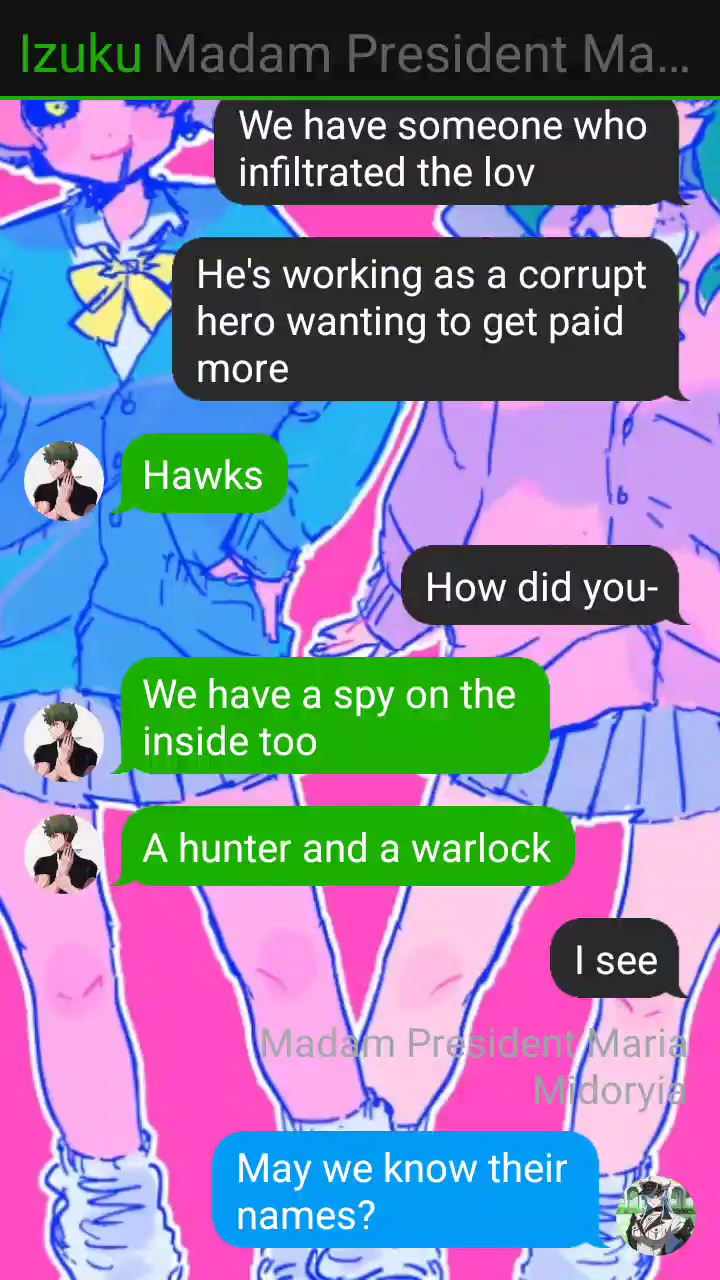 Izuku Madam President Ma...
We have someone who
infiltrated the lov
He's working as a corrupt
hero wanting to get paid
more
Hawks
How did you-
We have a spy on the
inside too
A hunter and a warlock
I see
Madam President Maria
Midoryia
May we know their
names?